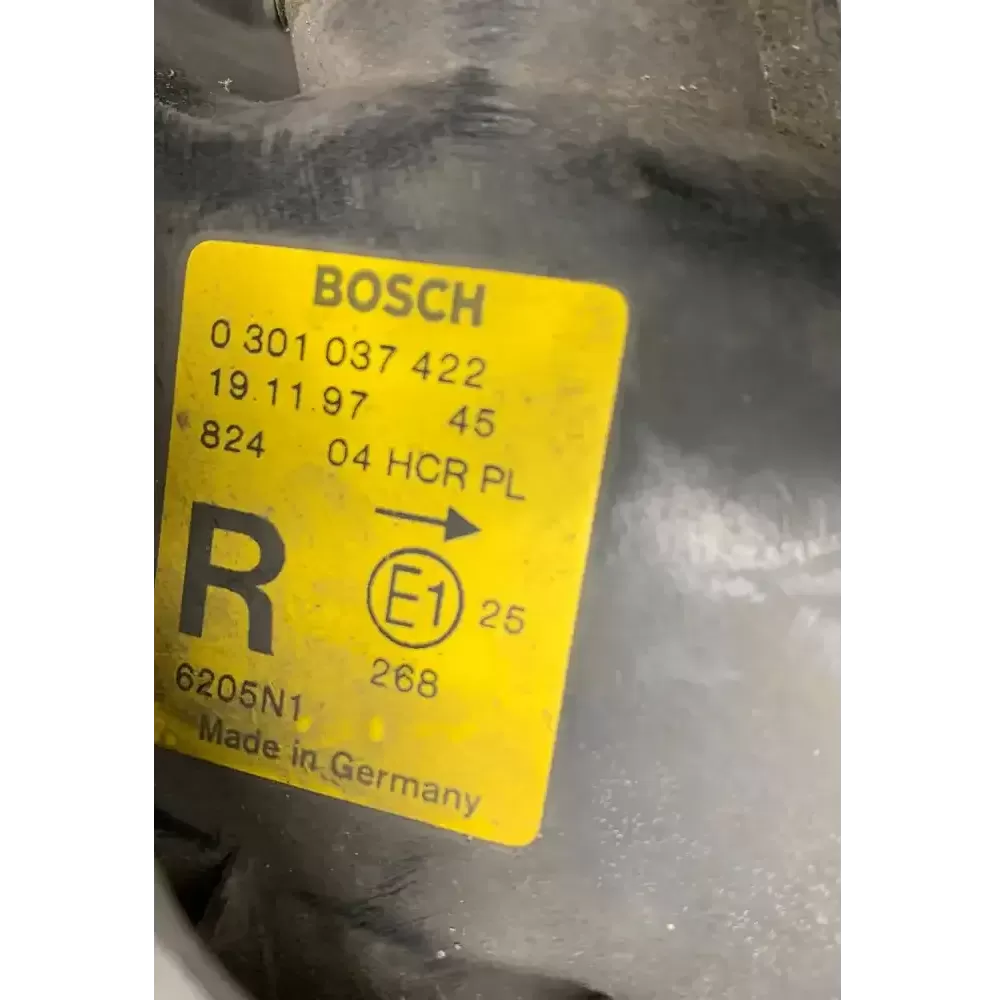 BOSCH
0 301 037 422
19.11.97 45
824 04 HCR PL
R
E1 25
268
6205N1
Made in Germany